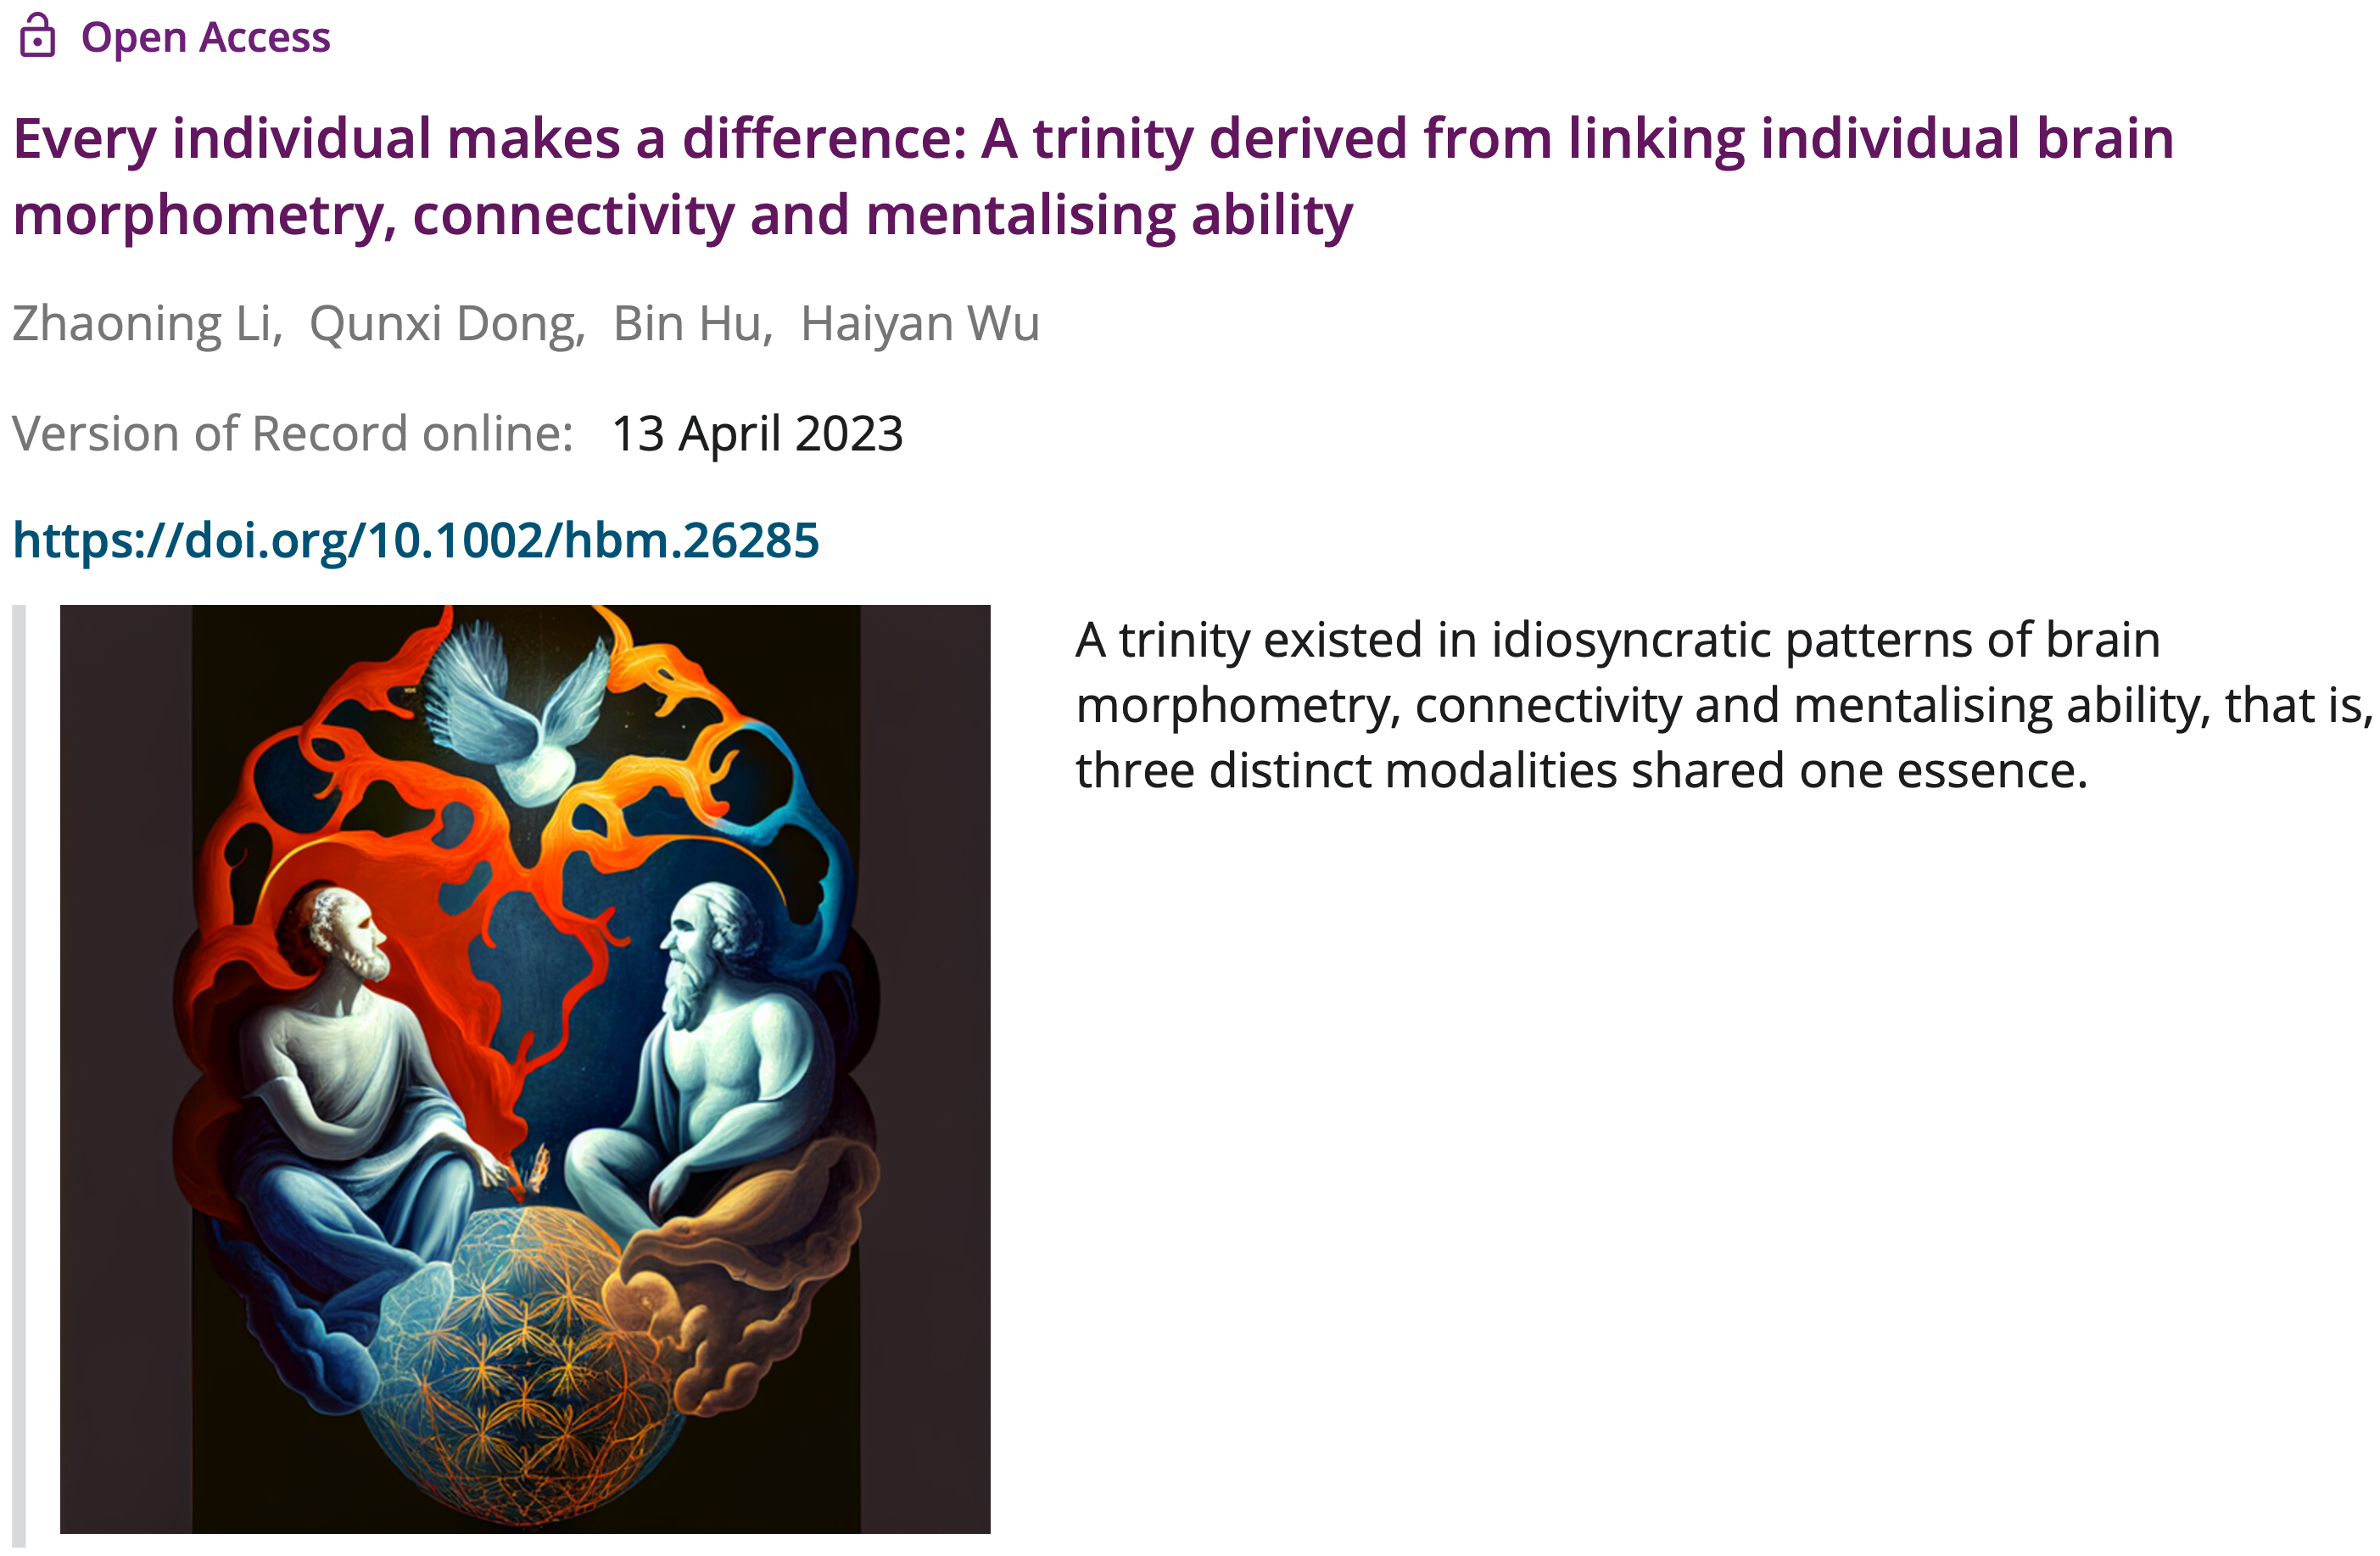 Open Access
Every individual makes a difference: A trinity derived from linking individual brain
morphometry, connectivity and mentalising ability
Zhaoning Li, Qunxi Dong, Bin Hu, Haiyan Wu
Version of Record online: 13 April 2023
https://doi.org/10.1002/hbm.26285
A trinity existed in idiosyncratic patterns of brain
morphometry, connectivity and mentalising ability, that is,
three distinct modalities shared one essence.